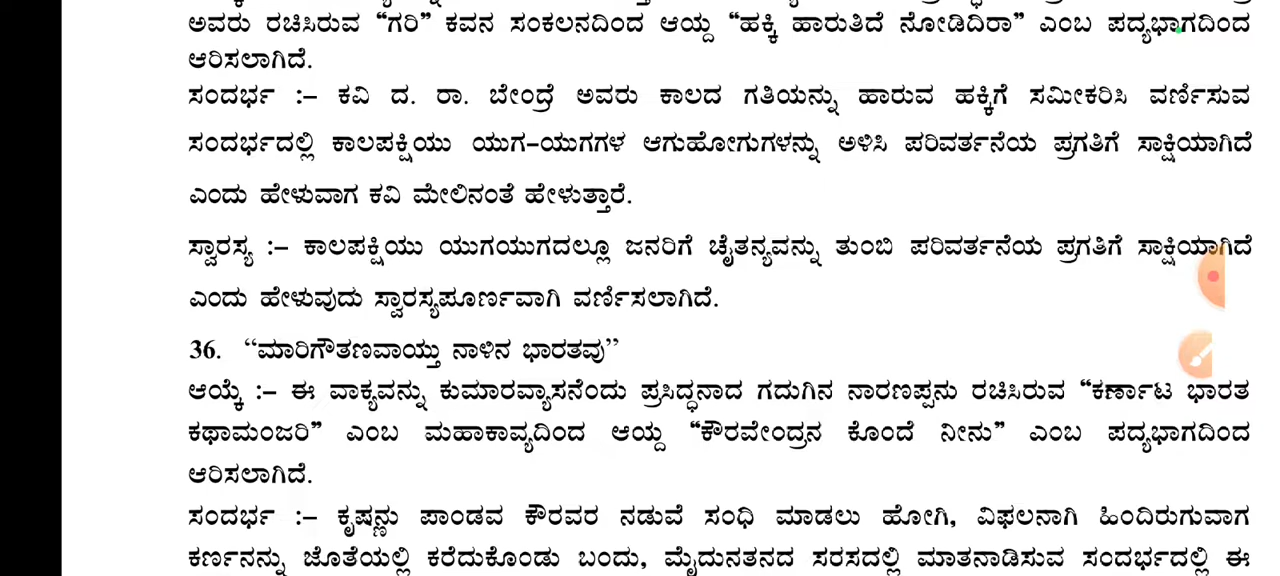 ಅವರು ರಚಿಸಿರುವ “ಗರಿ” ಕವನ ಸಂಕಲನದಿಂದ ಆಯ್ದ “ಹಕ್ಕಿ ಹಾರುತಿದೆ ನೋಡಿದಿರಾ” ಎಂಬ ಪದ್ಯಭಾಗದಿಂದ
ಆರಿಸಲಾಗಿದೆ.
ಸಂದರ್ಭ :– ಕವಿ ದ. ರಾ. ಬೇಂದ್ರೆ ಅವರು ಕಾಲದ ಗತಿಯನ್ನು ಹಾರುವ ಹಕ್ಕಿಗೆ ಸಮೀಕರಿಸಿ ವರ್ಣಿಸುವ
ಸಂದರ್ಭದಲ್ಲಿ ಕಾಲಪಕ್ಷಿಯು ಯುಗ–ಯುಗಗಳ ಆಗುಹೋಗುಗಳನ್ನು ಅಳಿಸಿ ಪರಿವರ್ತನೆಯ ಪ್ರಗತಿಗೆ ಸಾಕ್ಷಿಯಾಗಿದೆ
ಎಂದು ಹೇಳುವಾಗ ಕವಿ ಮೇಲಿನಂತೆ ಹೇಳುತ್ತಾರೆ.
ಸ್ವಾರಸ್ಯ :– ಕಾಲಪಕ್ಷಿಯು ಯುಗಯುಗದಲ್ಲೂ ಜನರಿಗೆ ಚೈತನ್ಯವನ್ನು ತುಂಬಿ ಪರಿವರ್ತನೆಯ ಪ್ರಗತಿಗೆ ಸಾಕ್ಷಿಯಾಗಿದೆ
ಎಂದು ಹೇಳುವುದು ಸ್ವಾರಸ್ಯಪೂರ್ಣವಾಗಿ ವರ್ಣಿಸಲಾಗಿದೆ.
36. “ಮಾರಿಗೌತಣವಾಯ್ತು ನಾಳಿನ ಭಾರತವು”
ಆಯ್ಕೆ :– ಈ ವಾಕ್ಯವನ್ನು ಕುಮಾರವ್ಯಾಸನೆಂದು ಪ್ರಸಿದ್ಧನಾದ ಗದುಗಿನ ನಾರಣಪ್ಪನು ರಚಿಸಿರುವ “ಕರ್ಣಾಟ ಭಾರತ
ಕಥಾಮಂಜರಿ” ಎಂಬ ಮಹಾಕಾವ್ಯದಿಂದ ಆಯ್ದ “ಕೌರವೇಂದ್ರನ ಕೊಂದೆ ನೀನು” ಎಂಬ ಪದ್ಯಭಾಗದಿಂದ
ಆರಿಸಲಾಗಿದೆ.
ಸಂದರ್ಭ :– ಕೃಷ್ಣನು ಪಾಂಡವ ಕೌರವರ ನಡುವೆ ಸಂಧಿ ಮಾಡಲು ಹೋಗಿ, ವಿಫಲನಾಗಿ ಹಿಂದಿರುಗುವಾಗ
ಕರ್ಣನನ್ನು ಜೊತೆಯಲ್ಲಿ ಕರೆದುಕೊಂಡು ಬಂದು, ಮೈದುನತನದ ಸರಸದಲ್ಲಿ ಮಾತನಾಡಿಸುವ ಸಂದರ್ಭದಲ್ಲಿ ಈ